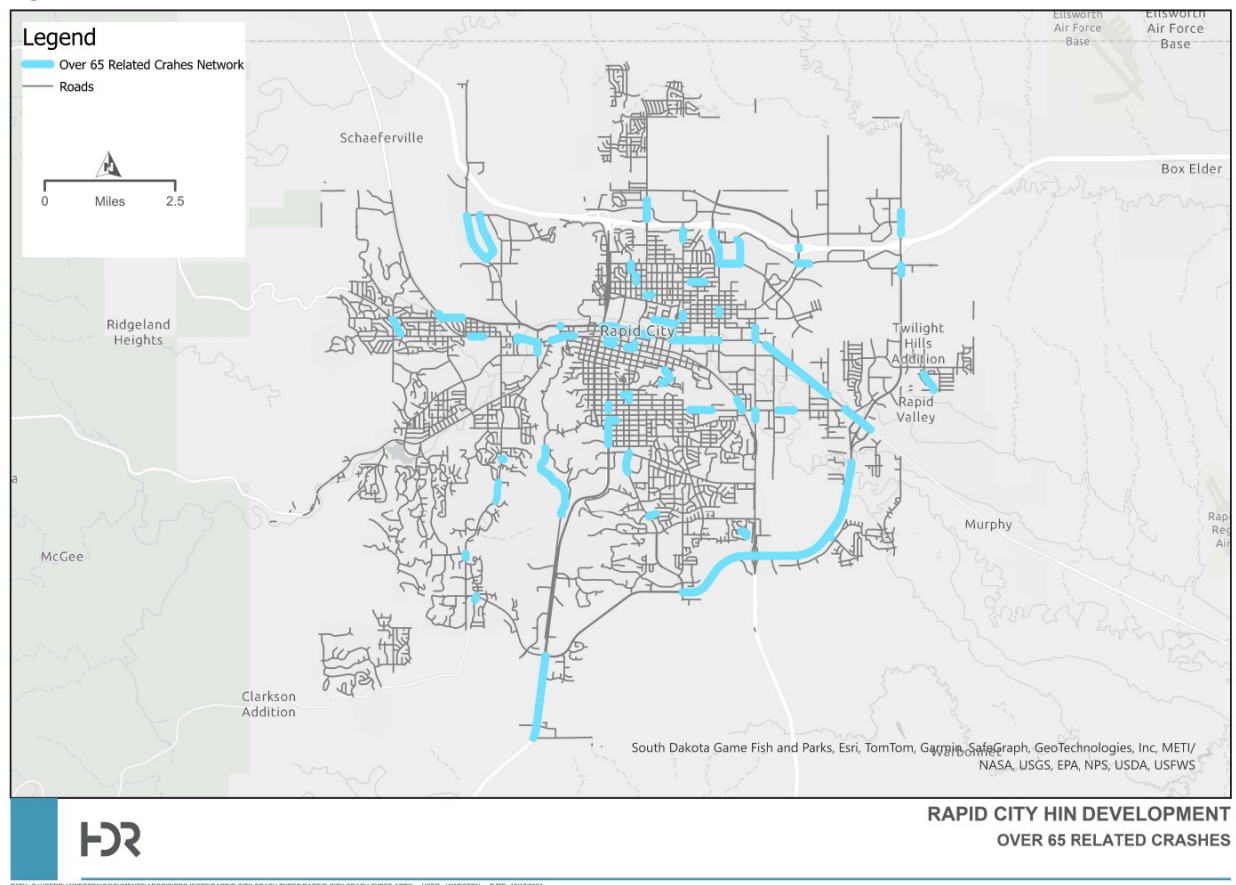 Legend
Over 65 Related Crahes Network
Roads
0 Miles 2.5
Ellsworth
Air Force
Base
Ellsworth
Air Force
Base
Schaeferville
Box Elder
Ridgeland
Heights
Rapid City
Twilight
Hills
Addition
Rapid
Valley
Murphy
McGee
Clarkson
Addition
South Dakota Game Fish and Parks, Esri, TomTom, Garmin, SafeGraph, GeoTechnologies, Inc, METI/
NASA, USGS, EPA, NPS, USDA, USFWS
Warbonnet
HDR
RAPID CITY HIN DEVELOPMENT
OVER 65 RELATED CRASHES